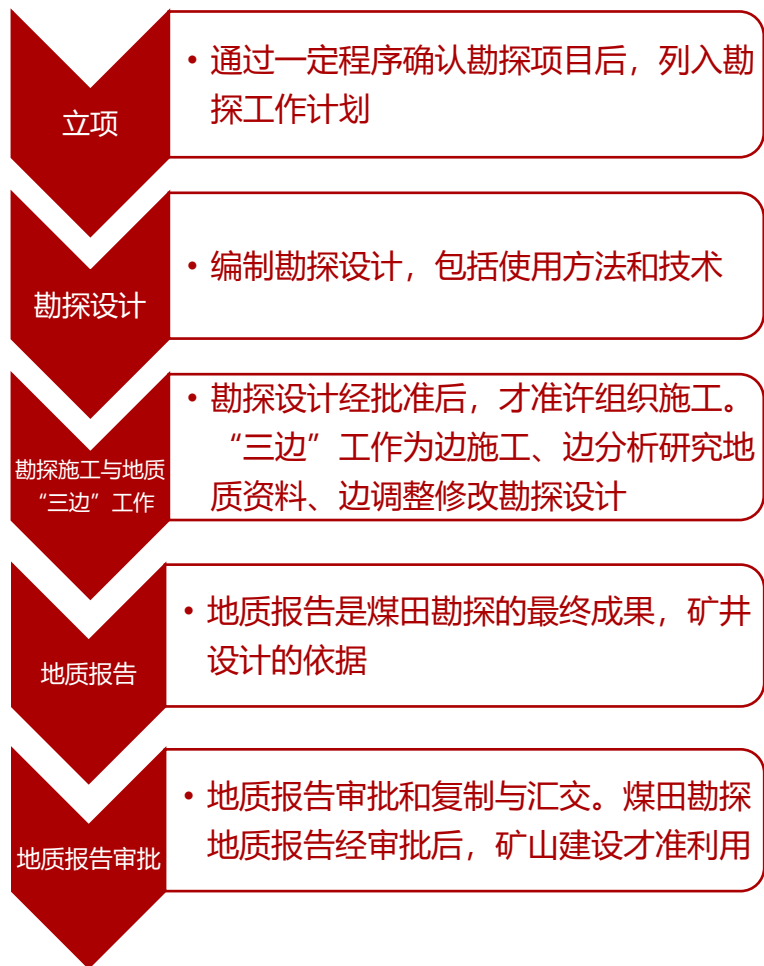 立项
• 通过一定程序确认勘探项目后，列入勘
探工作计划
勘探设计
• 编制勘探设计，包括使用方法和技术
勘探施工与地质
“三边”工作
• 勘探设计经批准后，才准许组织施工。
“三边”工作为边施工、边分析研究地
质资料、边调整修改勘探设计
地质报告
• 地质报告是煤田勘探的最终成果，矿井
设计的依据
地质报告审批
• 地质报告审批和复制与汇交。煤田勘探
地质报告经审批后，矿山建设才准利用